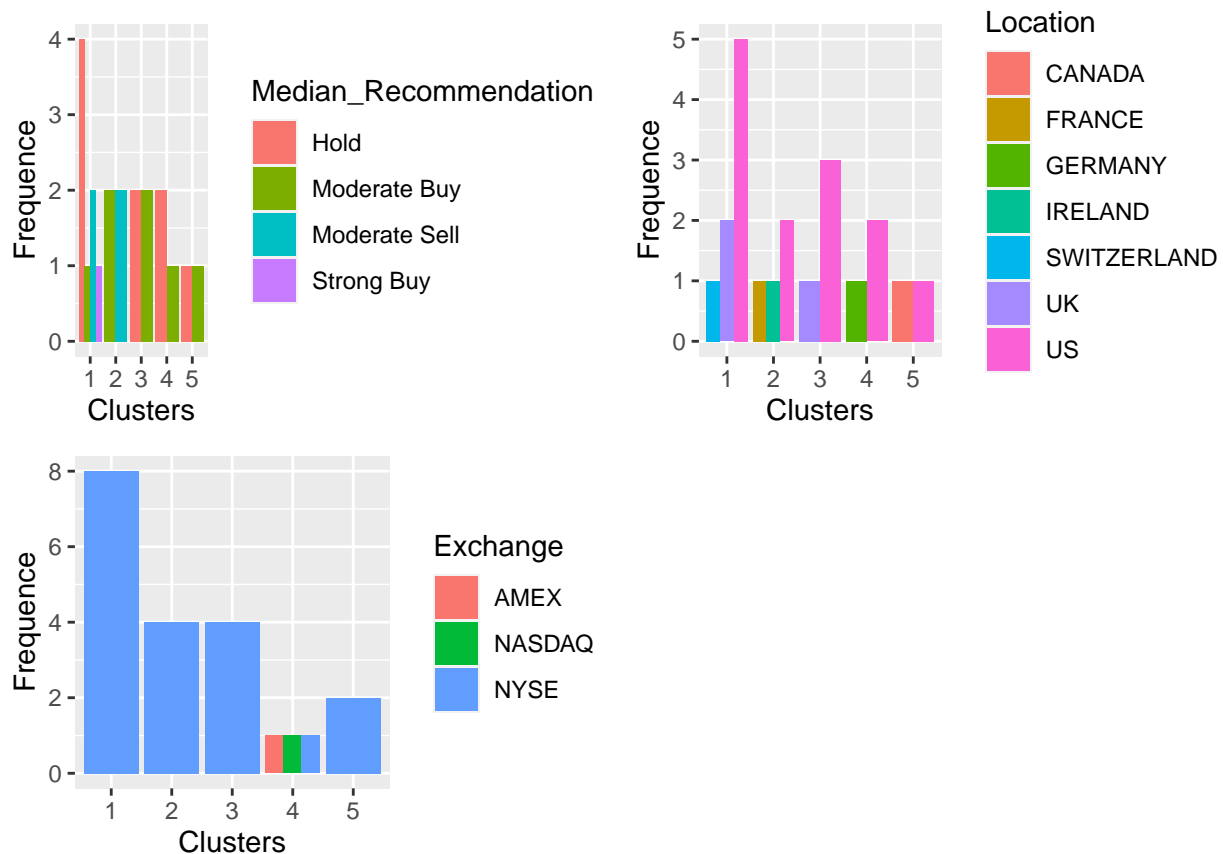 4
3
2
1
0
Frequence
1 2 3 4 5
Clusters
Median_Recommendation
Hold
Moderate Buy
Moderate Sell
Strong Buy
5
4
3
2
1
0
Frequence
1 2 3 4 5
Clusters
Location
CANADA
FRANCE
GERMANY
IRELAND
SWITZERLAND
UK
US
8
6
4
2
0
Frequence
1 2 3 4 5
Clusters
Exchange
AMEX
NASDAQ
NYSE